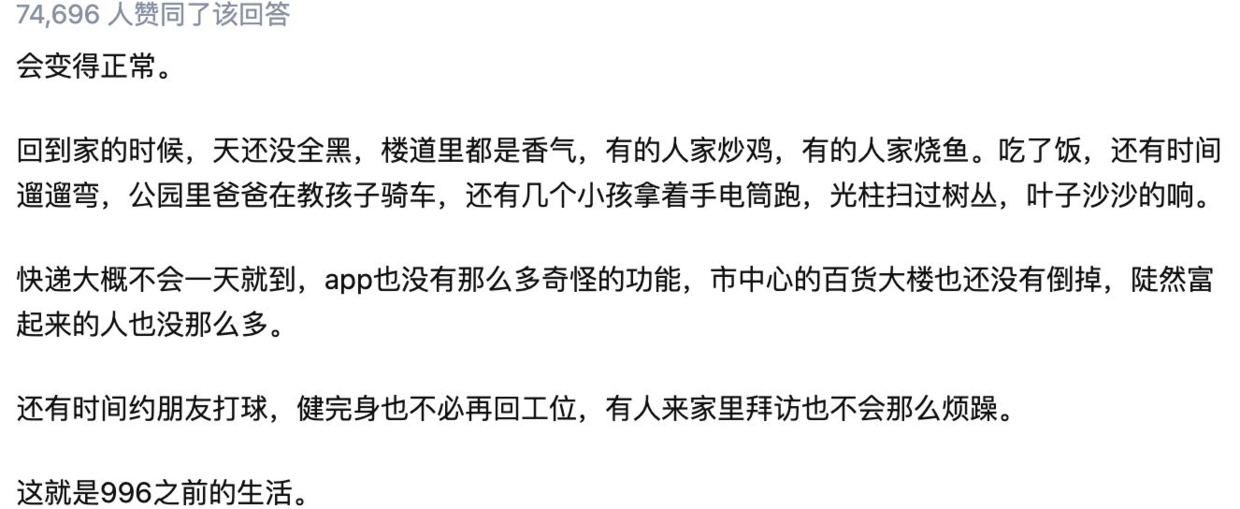 74,696 人赞同了该回答
会变得正常。
回到家的时候，天还没全黑，楼道里都是香气，有的人家炒鸡，有的人家烧鱼。吃了饭，还有时间
遛遛弯，公园里爸爸在教孩子骑车，还有几个小孩拿着手电筒跑，光柱扫过树丛，叶子沙沙的响。
快递大概不会一天就到，app也没有那么多奇怪的功能，市中心的百货大楼也还没有倒掉，陡然富
起来的人也没那么多。
还有时间约朋友打球，健完身也不必再回工位，有人来家里拜访也不会那么烦躁。
这就是996之前的生活。